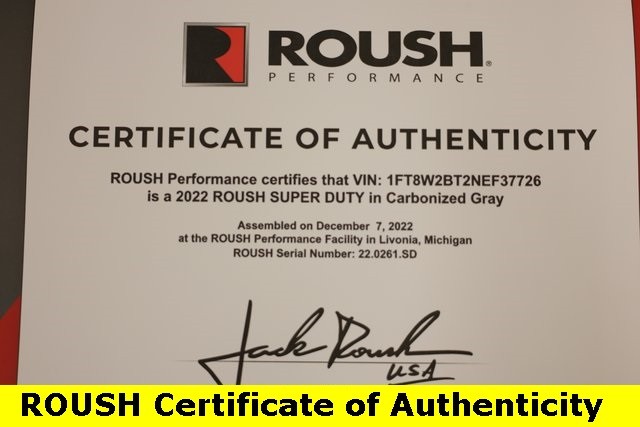 ROUSH®
PERFORMANCE
CERTIFICATE OF AUTHENTICITY
ROUSH Performance certifies that VIN: 1FT8W2BT2NEF37726
is a 2022 ROUSH SUPER DUTY in Carbonized Gray
Assembled on December 7, 2022
at the ROUSH Performance Facility in Livonia, Michigan
ROUSH Serial Number: 22.0261.SD
Jack Roush
USA
ROUSH Certificate of Authenticity